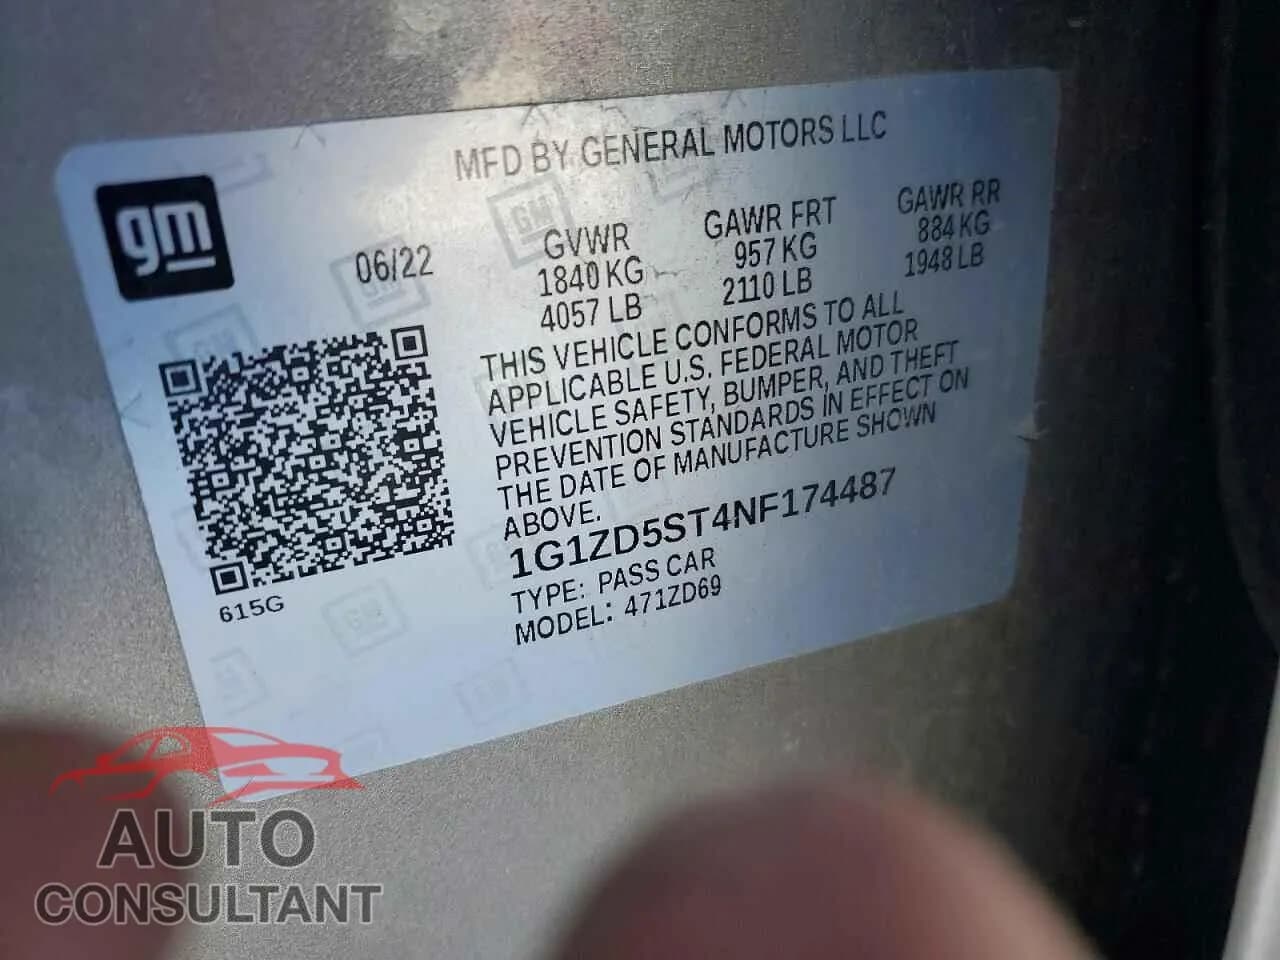 MFD BY GENERAL MOTORS LLC
gm
06/22
GVWR
1840 KG
4057 LB
GAWR FRT
957 KG
2110 LB
GAWR RR
884 KG
1948 LB
THIS VEHICLE CONFORMS TO ALL
APPLICABLE U.S. FEDERAL MOTOR
VEHICLE SAFETY, BUMPER, AND THEFT
PREVENTION STANDARDS IN EFFECT ON
THE DATE OF MANUFACTURE SHOWN
ABOVE.
1G1ZD5ST4NF174487
TYPE: PASS CAR
MODEL: 471ZD69
615G
AUTO
CONSULTANT